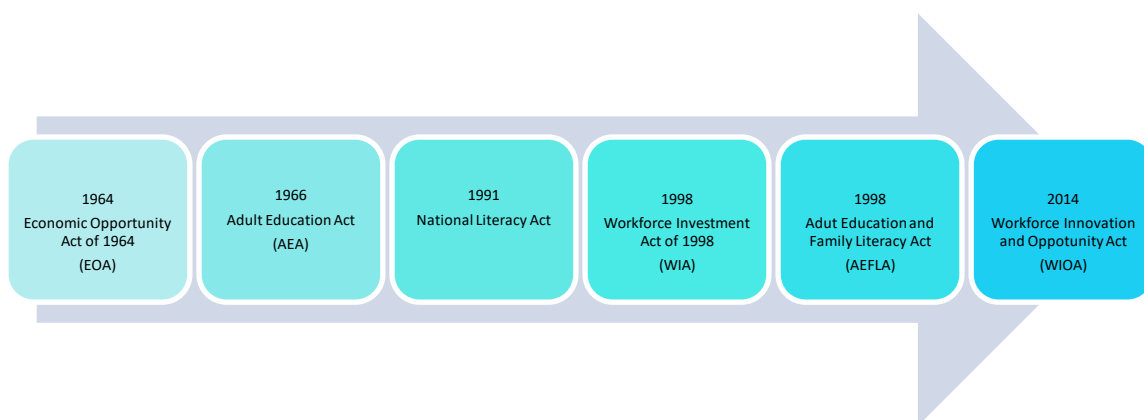 1964
Economic Opportunity
Act of 1964
(EOA)
1966
Adult Education Act
(AEA)
1991
National Literacy Act
1998
Workforce Investment
Act of 1998
(WIA)
1998
Adut Education and
Family Literacy Act
(AEFLA)
2014
Workforce Innovation
and Oppotunity Act
(WIOA)